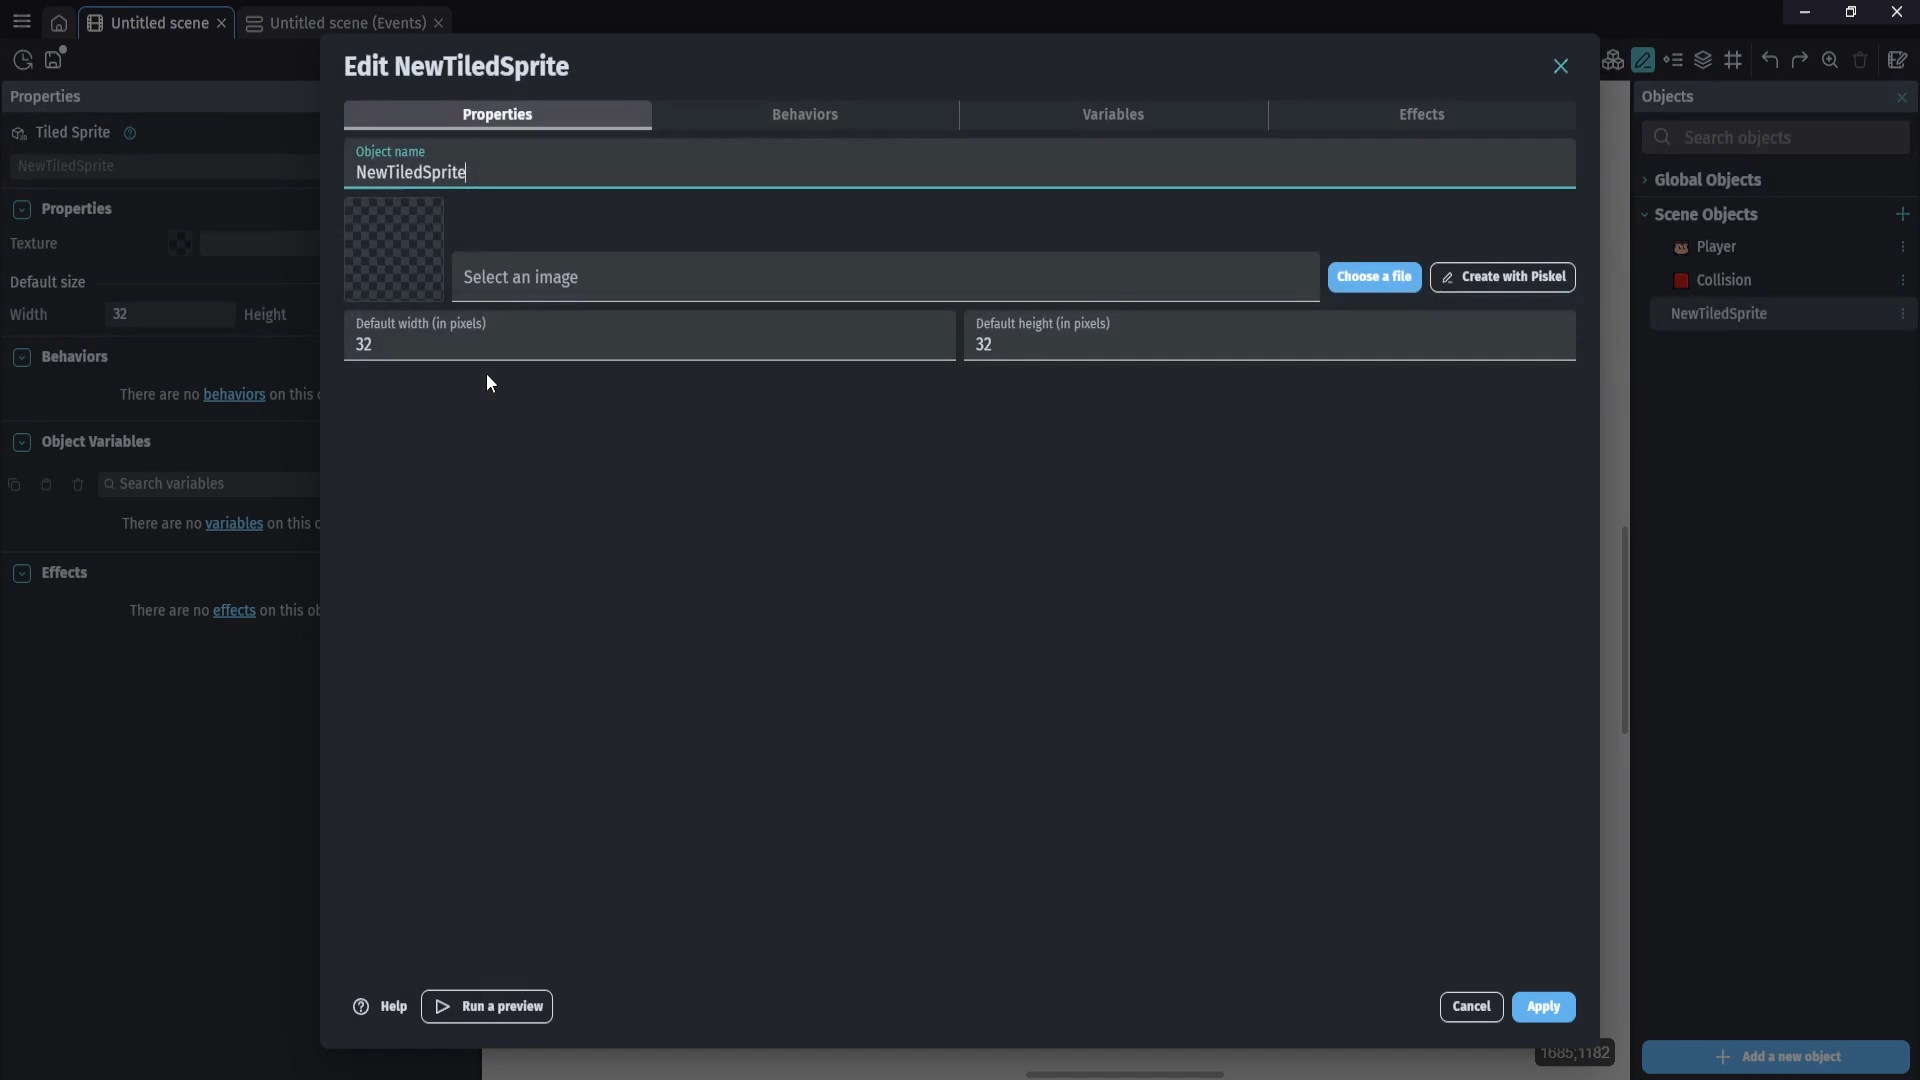 Untitled scene
Untitled scene (Events)
Properties
Tiled Sprite
NewTiledSprite
Properties
Texture
Default size
Width 32 Height
Behaviors
There are no behaviors on this
Object Variables
Search variables
There are no variables on this
Effects
There are no effects on this
Edit NewTiledSprite
Properties Behaviors Variables Effects
Object name
NewTiledSprite
Select an image
Choose a file
Create with Piskel
Default width (in pixels)
32
Default height (in pixels)
32
Help
Run a preview
Cancel
Apply
1685;1182
Objects
Search objects
Global Objects
Scene Objects
Player
Collision
NewTiledSprite
Add a new object